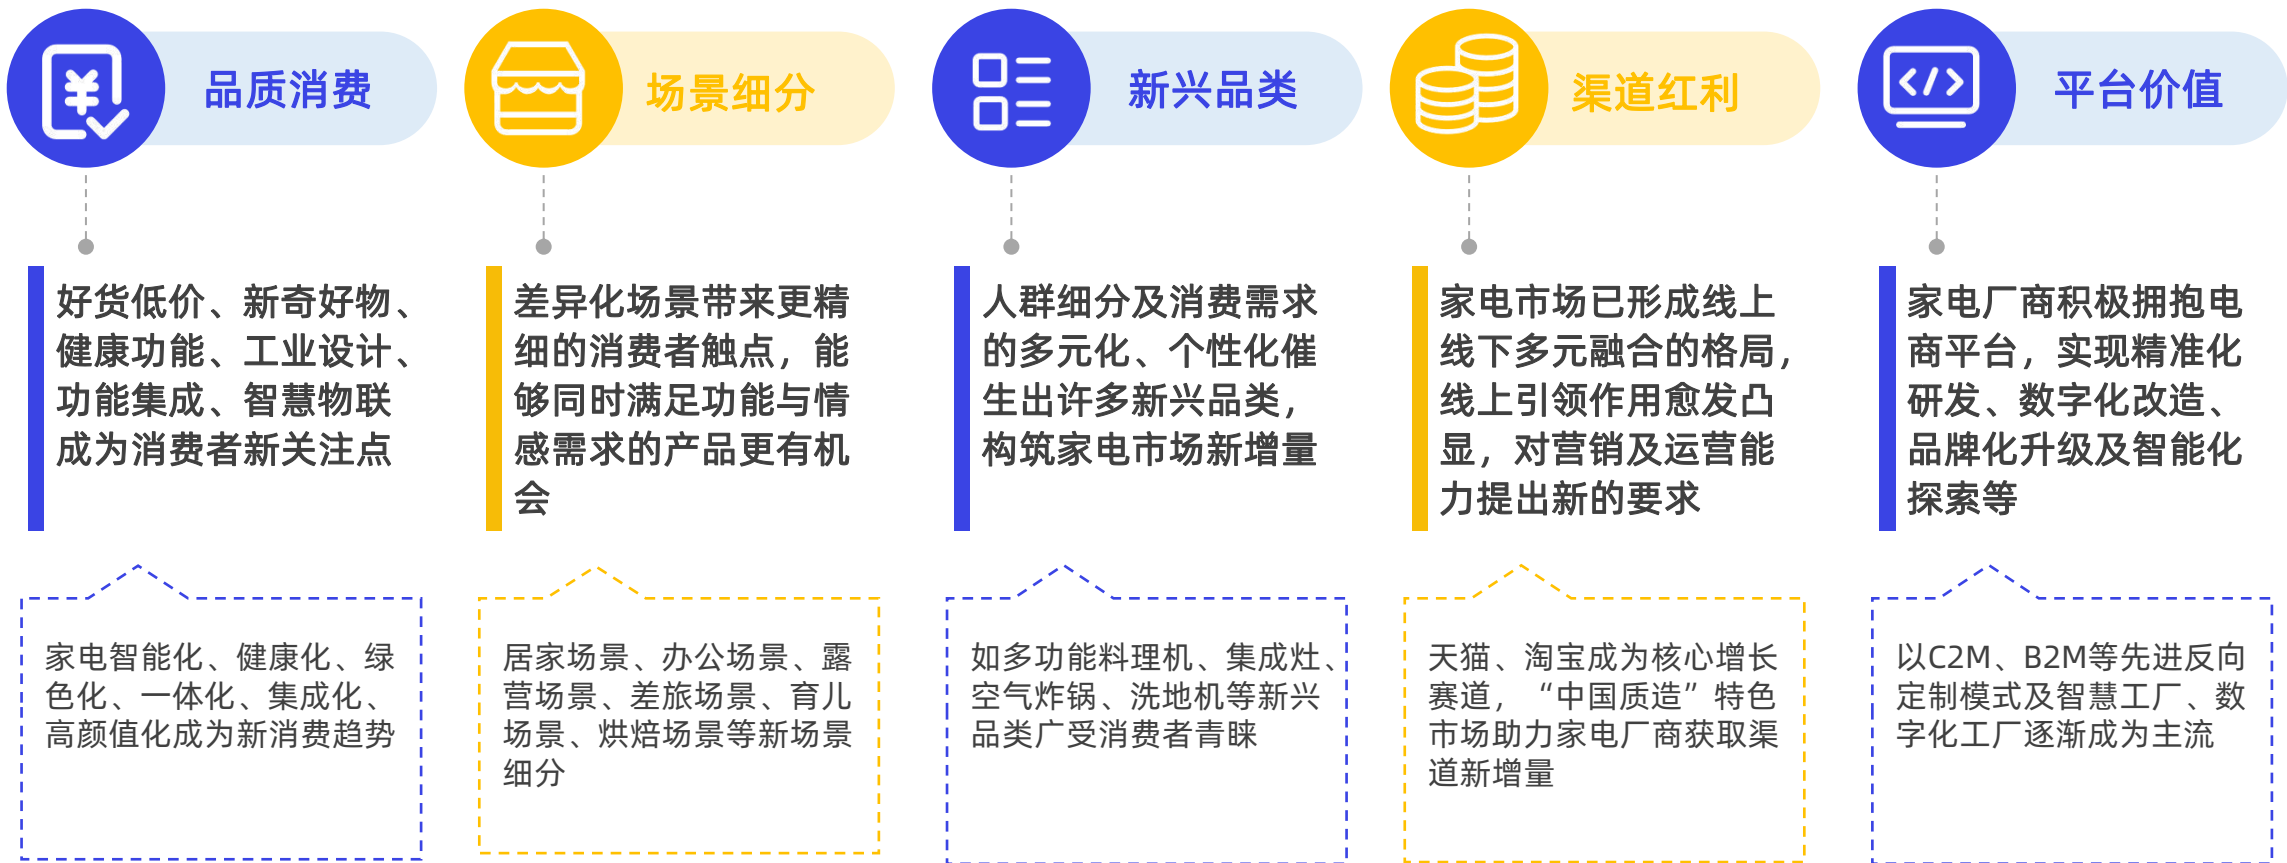 品质消费
好货低价、新奇好物、
健康功能、工业设计、
功能集成、智慧物联
成为消费者新关注点
家电智能化、健康化、绿
色化、一体化、集成化、
高颜值化成为新消费趋势
场景细分
差异化场景带来更精
细的消费者触点，能
够同时满足功能与情
感需求的产品更有机
会
居家场景、办公场景、露
营场景、差旅场景、育儿
场景、烘焙场景等新场景
细分
新兴品类
人群细分及消费需求
的多元化、个性化催
生出许多新兴品类，
构筑家电市场新增量
如多功能料理机、集成灶、
空气炸锅、洗地机等新兴
品类广受消费者青睐
渠道红利
家电市场已形成线上
线下多元融合的格局，
线上引领作用愈发凸
显，对营销及运营能
力提出新的要求
天猫、淘宝成为核心增长
赛道，“中国质造”特色
市场助力家电厂商获取渠
道新增量
平台价值
家电厂商积极拥抱电
商平台，实现精准化
研发、数字化改造、
品牌化升级及智能化
探索等
以C2M、B2M等先进反向
定制模式及智慧工厂、数
字化工厂逐渐成为主流